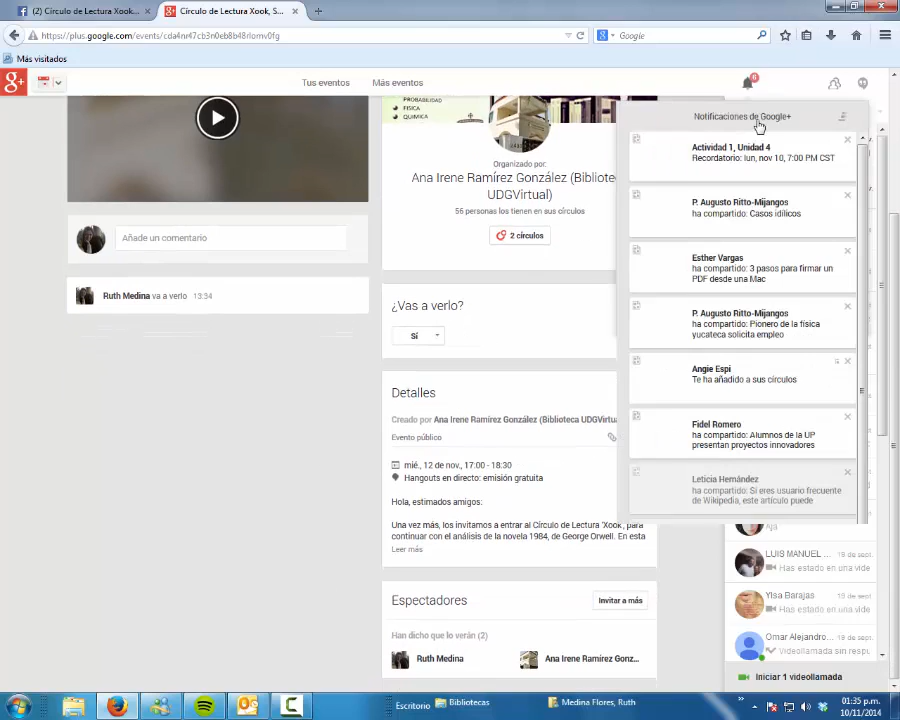 (2) Círculo de Lectura Xook...
Círculo de Lectura Xook, S...
https://plus.google.com/events/cda4nr47cb3n0eb8b48rlomv0fg
Google
Más visitados
Tus eventos
Más eventos
PROBABILIDAD
FISICA
QUIMICA
Organizado por:
Ana Irene Ramírez González (Bibliote
UDGVirtual)
56 personas los tienen en sus círculos
2 círculos
Añade un comentario
Ruth Medina va a verlo 13:34
¿Vas a verlo?
Sí
Detalles
Creado por Ana Irene Ramírez González (Biblioteca UDGVirtua
Evento público
mié., 12 de nov., 17:00 - 18:30
Hangouts en directo: emisión gratuita
Hola, estimados amigos:
Una vez más, los invitamos a entrar al Círculo de Lectura 'Xook', para
continuar con el análisis de la novela 1984, de George Orwell. En esta
Leer más
Espectadores
Invitar a más
Han dicho que lo verán (2)
Ruth Medina
Ana Irene Ramírez Gonz...
Notificaciones de Google+
Actividad 1, Unidad 4
Recordatorio: lun, nov 10, 7:00 PM CST
P. Augusto Ritto-Mijangos
ha compartido: Casos idílicos
Esther Vargas
ha compartido: 3 pasos para firmar un
PDF desde una Mac
P. Augusto Ritto-Mijangos
ha compartido: Pionero de la física
yucateca solicita empleo
Angie Espi
Te ha añadido a sus círculos
Fidel Romero
ha compartido: Alumnos de la UP
presentan proyectos innovadores
Leticia Hernández
ha compartido: Sí eres usuario frecuente
de Wikipedia, este artículo puede
Aja
LUIS MANUEL ... 18 de sept.
Has estado en una vide
Ylsa Barajas
Has estado en una vide
Omar Alejandro...
Videollamada sin respu
Iniciar 1 videollamada
Escritorio
Bibliotecas
Medina Flores, Ruth
01:35 p.m.
10/11/2014